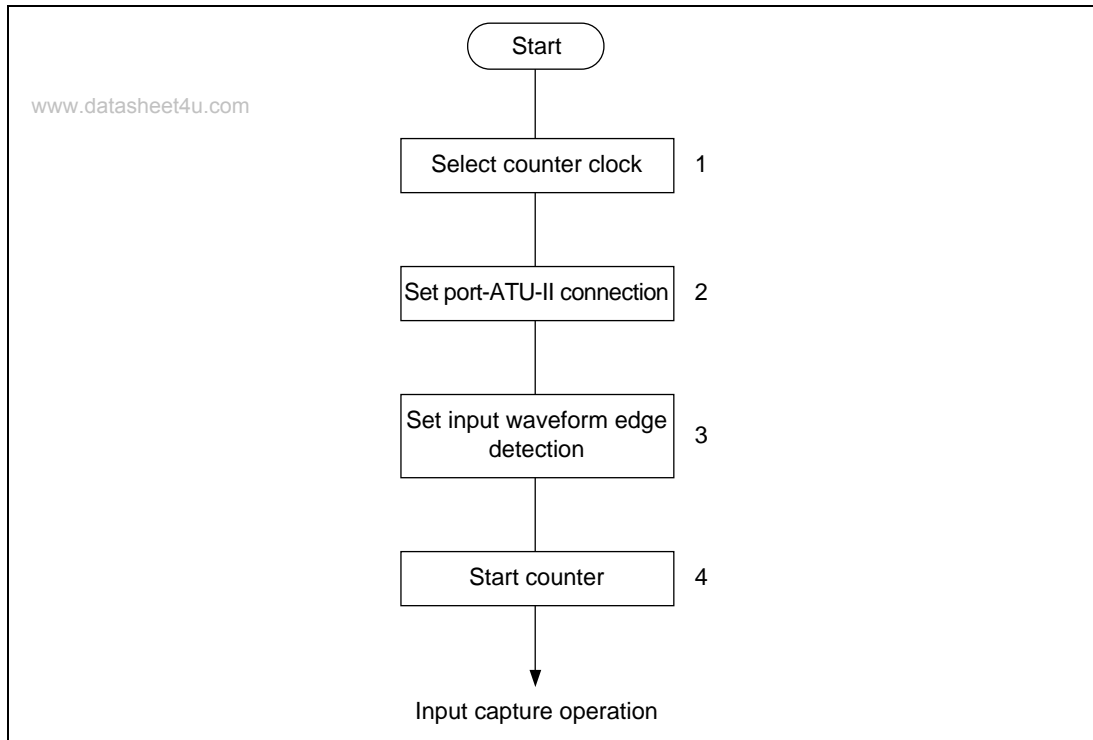 Start
www.datasheet4u.com
Select counter clock 1
Set port-ATU-II connection 2
Set input waveform edge
detection 3
Start counter 4
Input capture operation